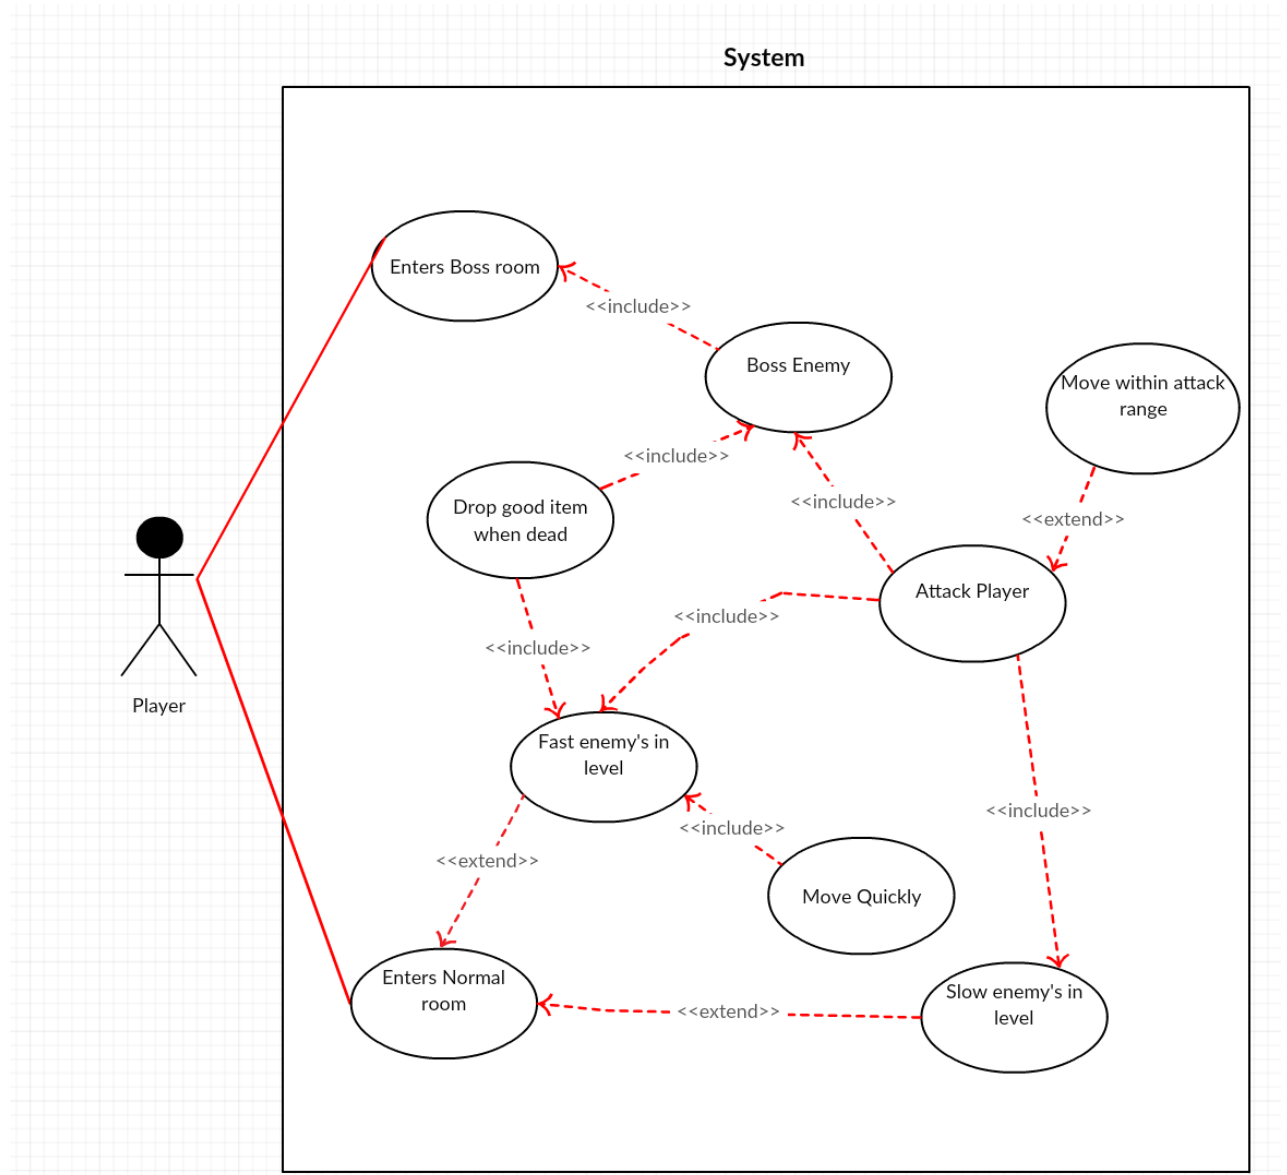 System
Enters Boss room
<<include>>
Boss Enemy
Move within attack
range
<<include>>
<<include>>
<<extend>>
Drop good item
when dead
Attack Player
<<include>>
<<include>>
Player
Fast enemy's in
level
<<include>>
<<include>>
<<extend>>
Move Quickly
Enters Normal
room
<<extend>>
Slow enemy's in
level